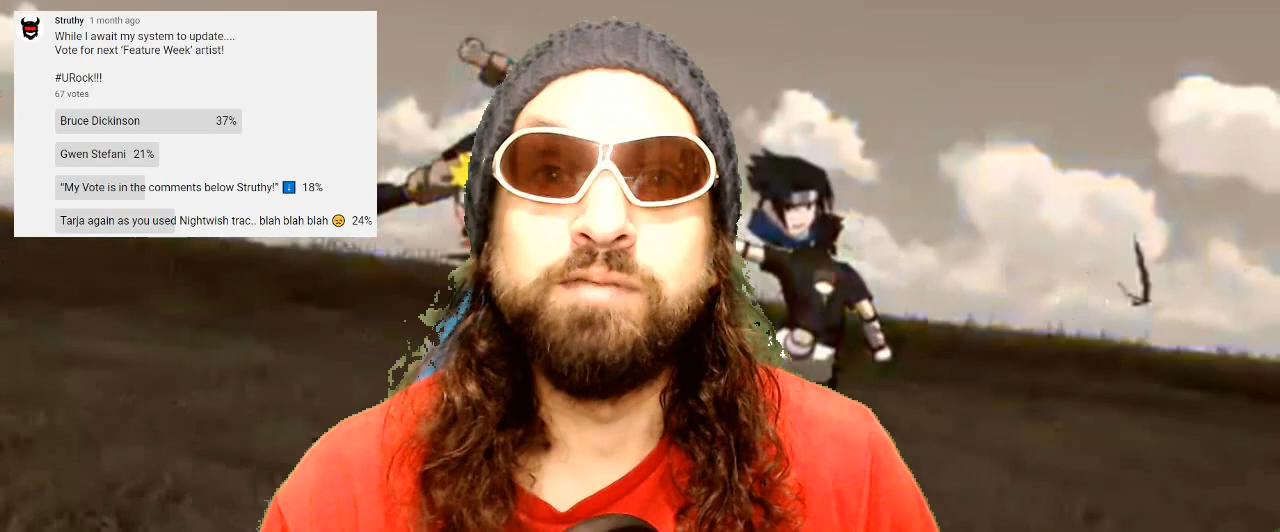 Struthy 1 month ago
While I await my system to update....
Vote for next ‘Feature Week’ artist!
#URock!!!
67 votes
Bruce Dickinson 37%
Gwen Stefani 21%
"My Vote is in the comments below Struthy!" ⬇️ 18%
Tarja again as you used Nightwish trac.. blah blah blah 😣 24%